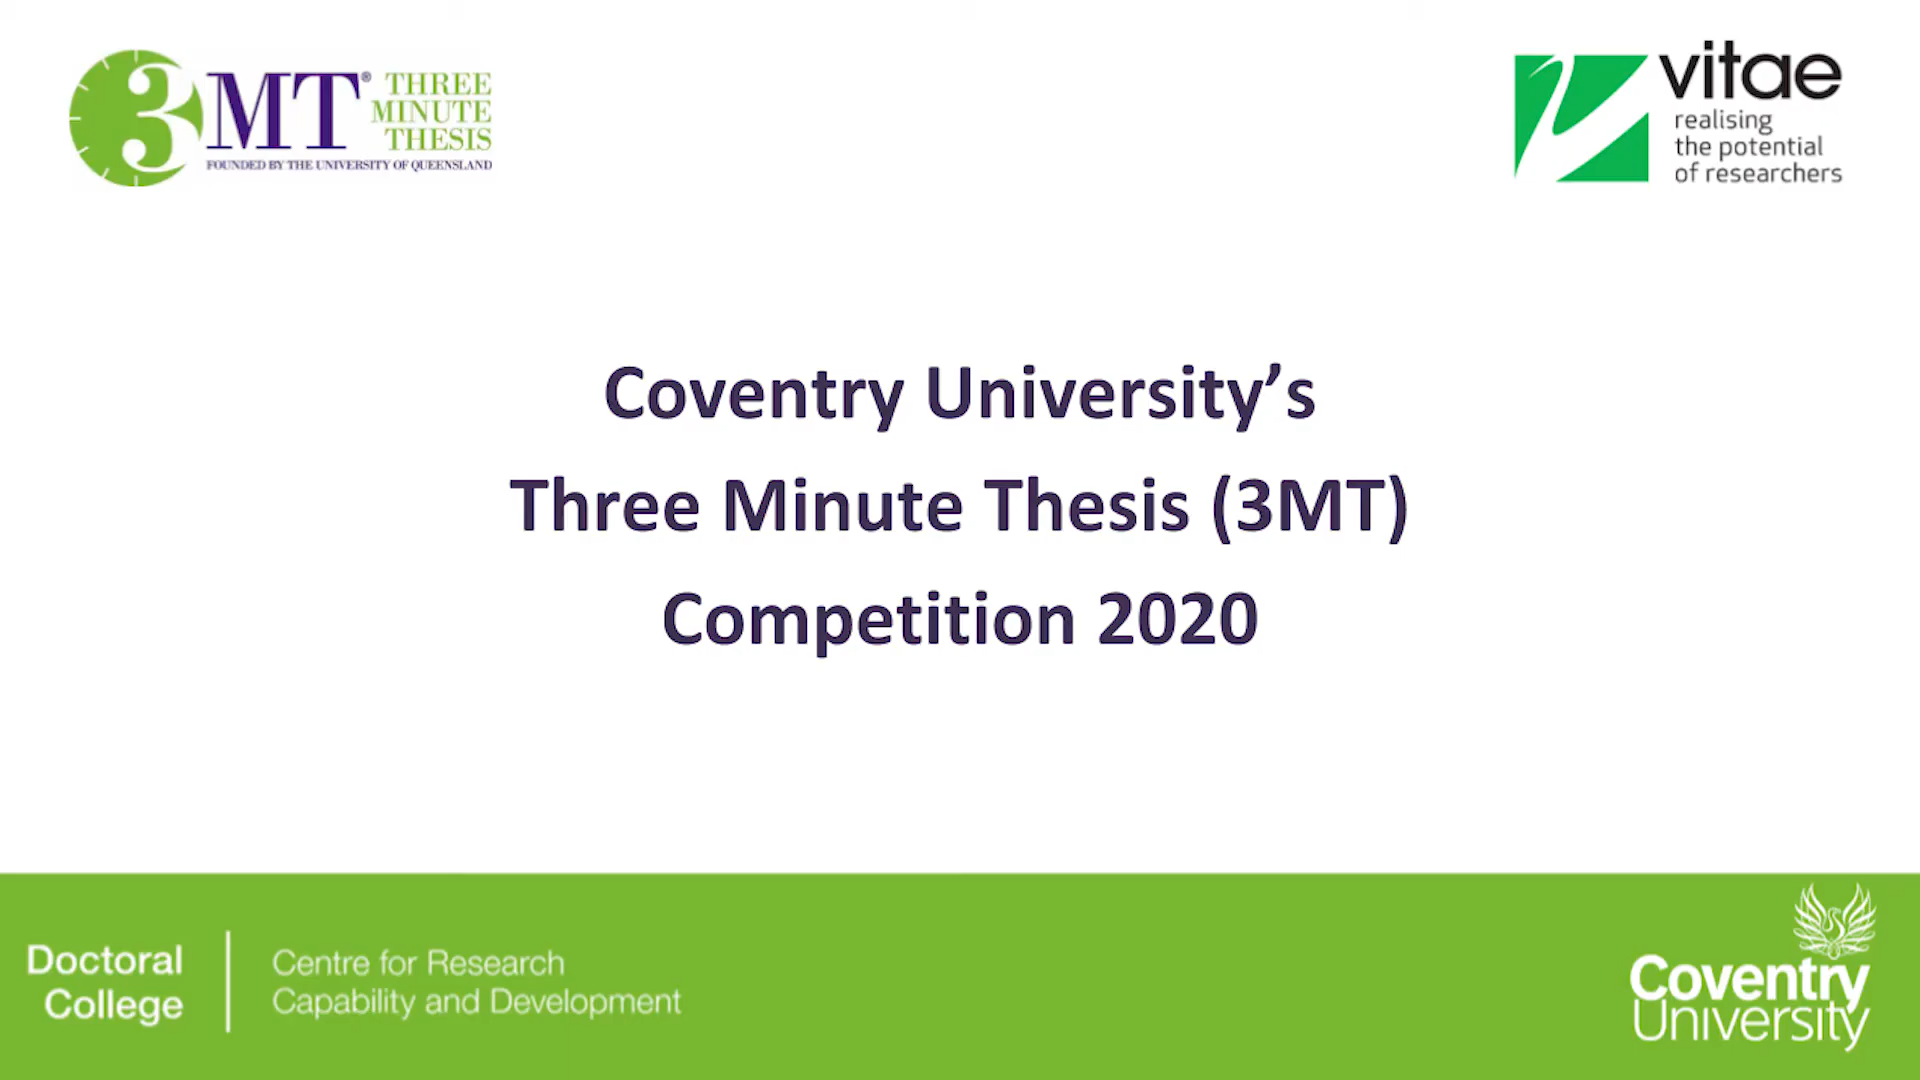 3MT® THREE
MINUTE
THESIS
FOUNDED BY THE UNIVERSITY OF QUEENSLAND
vitae
realising
the potential
of researchers
Coventry University’s
Three Minute Thesis (3MT)
Competition 2020
Doctoral
College
Centre for Research
Capability and Development
Coventry
University